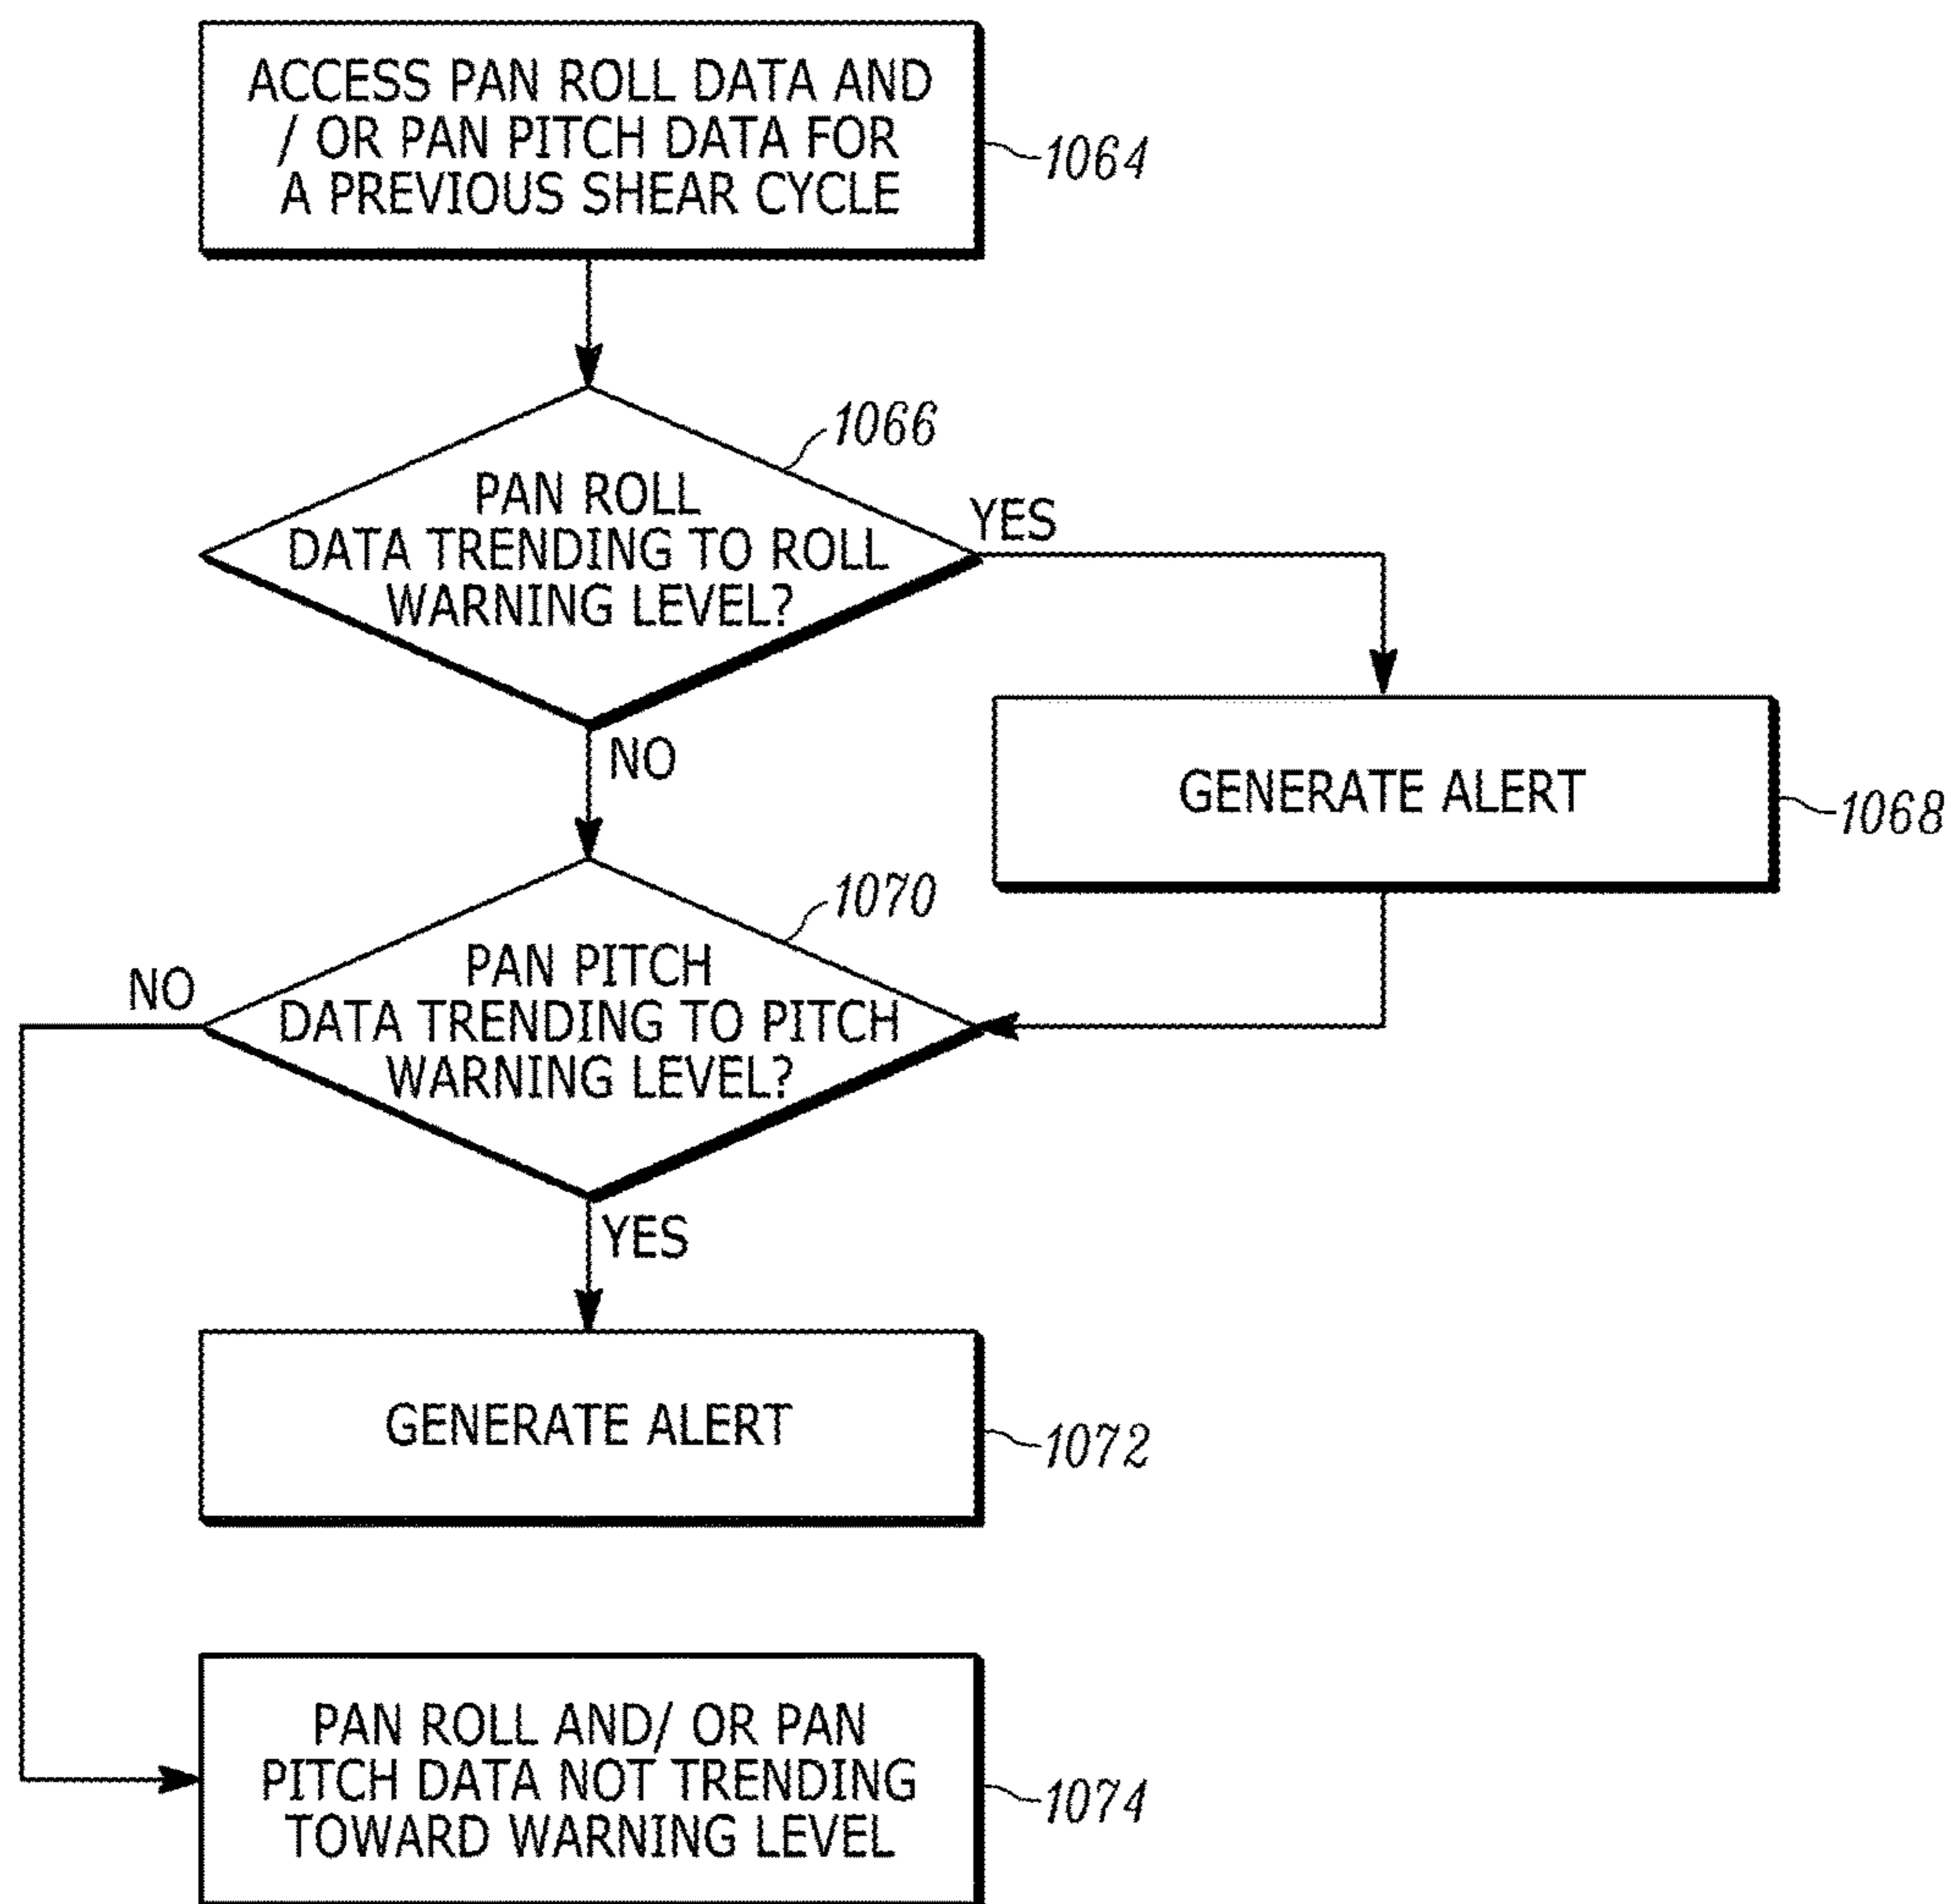 ACCESS PAN ROLL DATA AND
/ OR PAN PITCH DATA FOR
A PREVIOUS SHEAR CYCLE
1064
1066
PAN ROLL
DATA TRENDING TO ROLL
WARNING LEVEL?
YES
NO
GENERATE ALERT
1068
1070
PAN PITCH
DATA TRENDING TO PITCH
WARNING LEVEL?
NO
YES
GENERATE ALERT
1072
PAN ROLL AND/ OR PAN
PITCH DATA NOT TRENDING
TOWARD WARNING LEVEL
1074